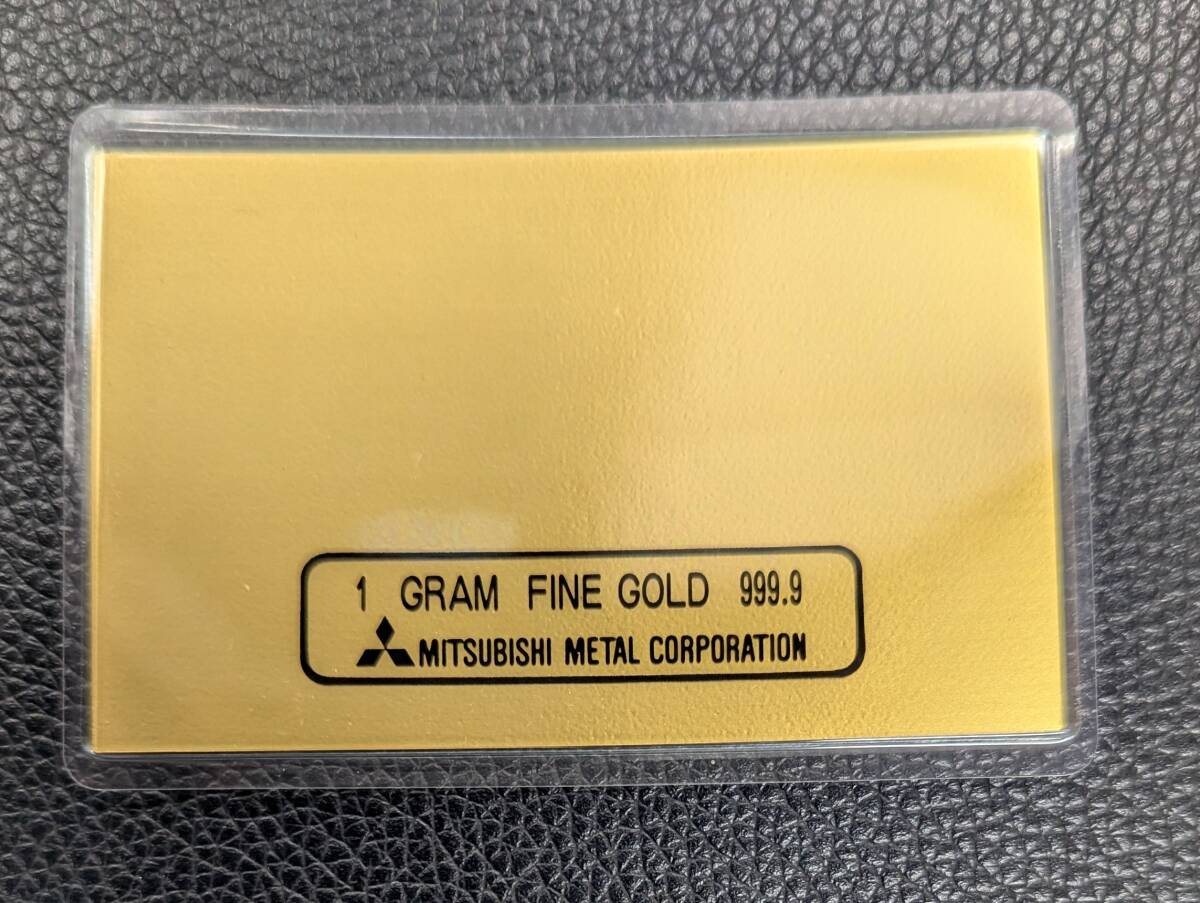 1 GRAM FINE GOLD 999.9
MITSUBISHI METAL CORPORATION